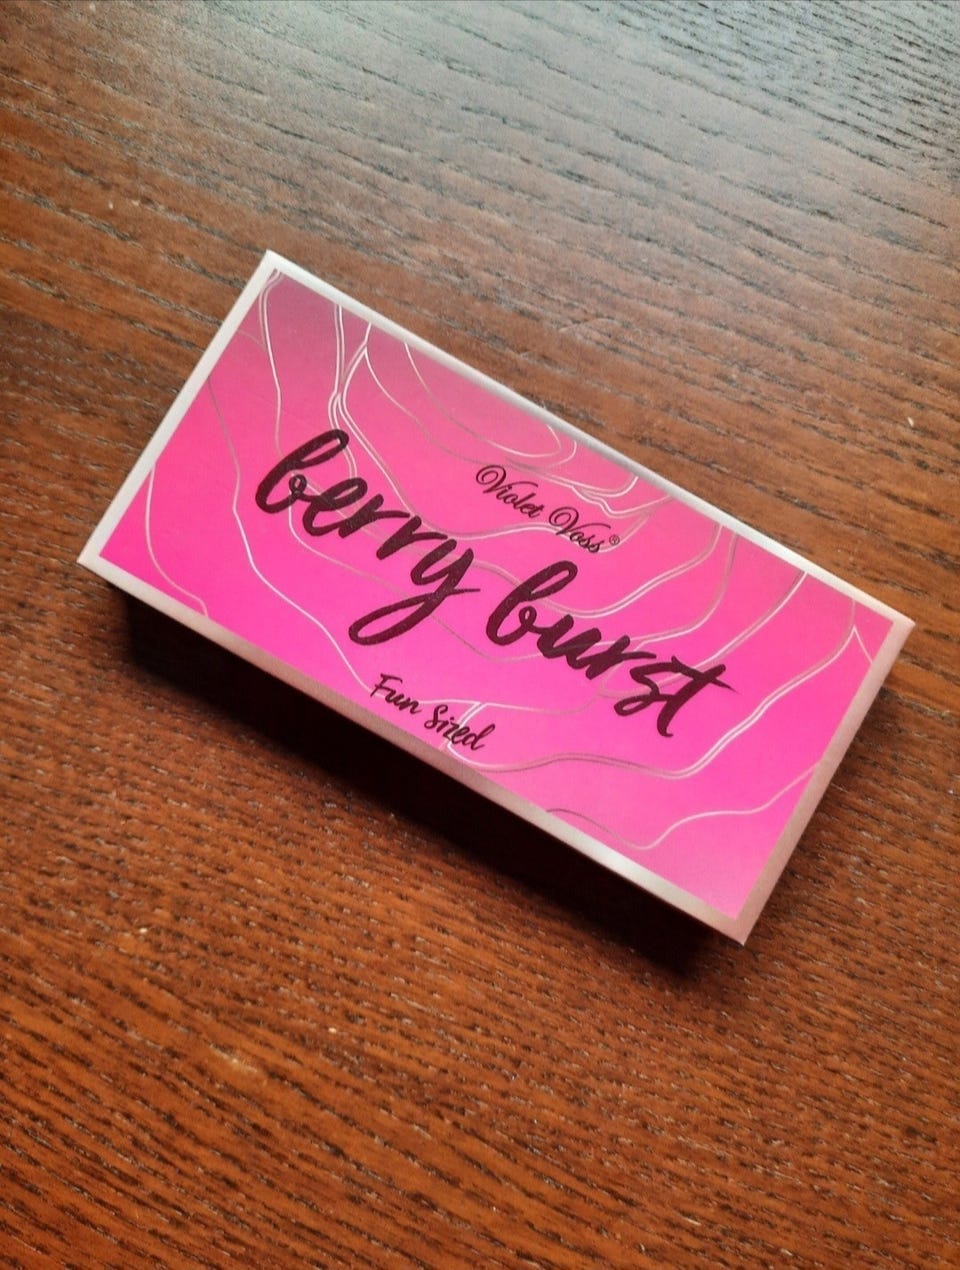 Violet Voss®
berry burst
Fun Sized